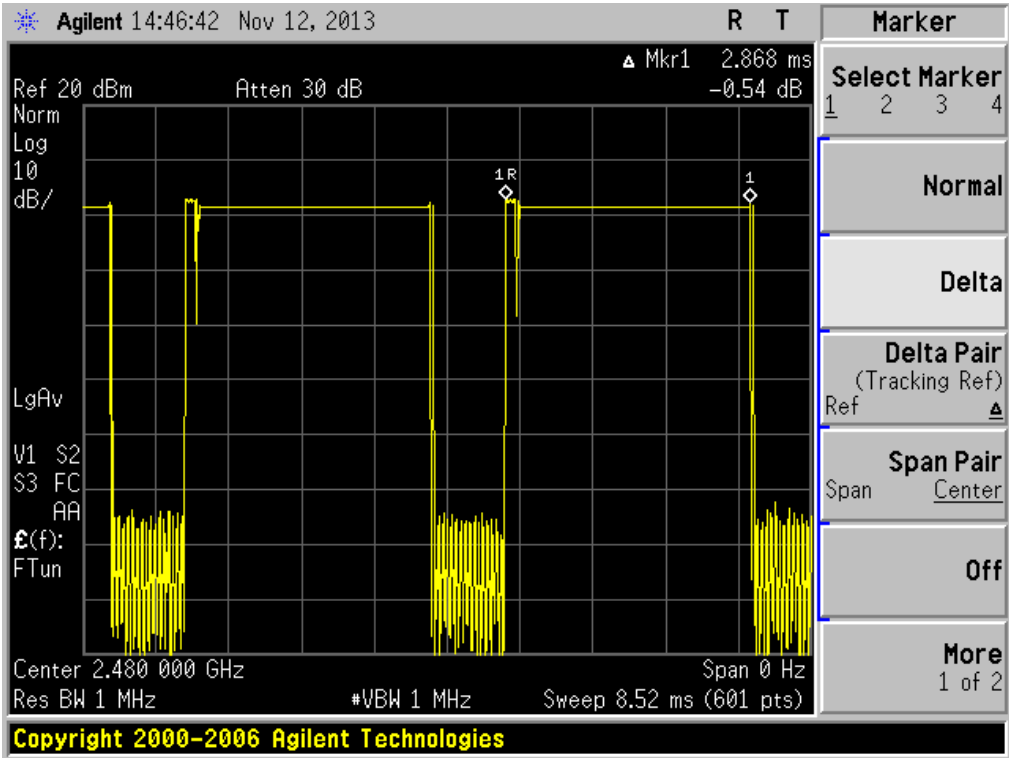 Agilent 14:46:42 Nov 12, 2013 R T
Δ Mkr1 2.868 ms
Ref 20 dBm Atten 30 dB -0.54 dB
Norm
Log
10
dB/
1R
1
LgAv
V1 S2
S3 FC
AA
£(f):
FTun
Center 2.480 000 GHz Span 0 Hz
Res BW 1 MHz #VBW 1 MHz Sweep 8.52 ms (601 pts)
Copyright 2000-2006 Agilent Technologies
Marker
Select Marker
1 2 3 4
Normal
Delta
Delta Pair
(Tracking Ref)
Ref Δ
Span Pair
Span Center
Off
More
1 of 2